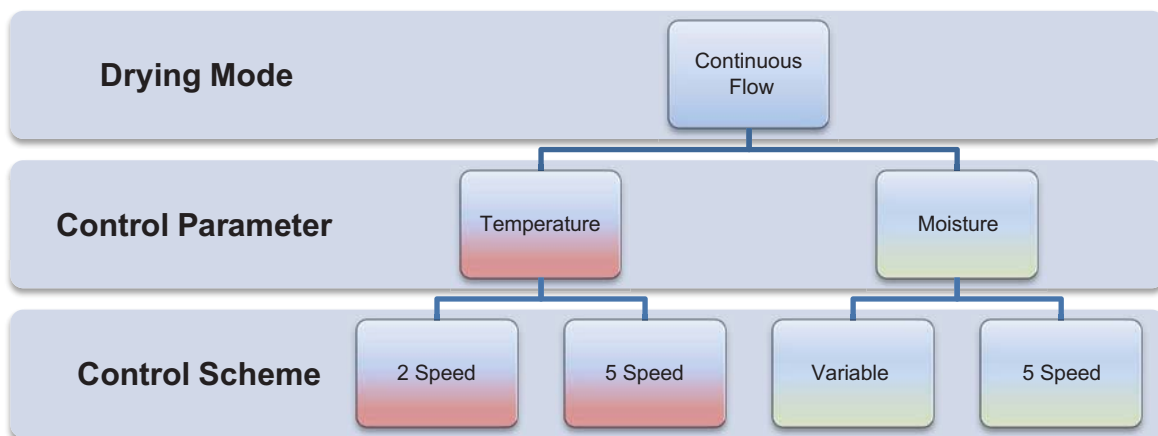 Drying Mode
Continuous
Flow
Control Parameter
Temperature
Moisture
Control Scheme
2 Speed
5 Speed
Variable
5 Speed